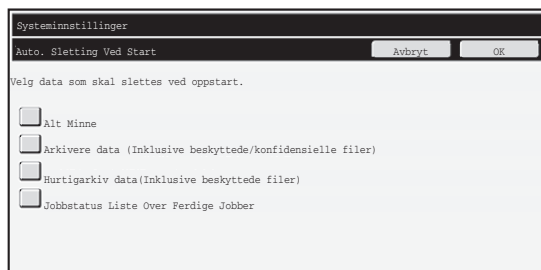 Systeminnstillinger
Auto. Sletting Ved Start Avbryt OK
Velg data som skal slettes ved oppstart.
Alt Minne
Arkivere data (Inklusive beskyttede/konfidensielle filer)
Hurtigarkiv data(Inklusive beskyttede filer)
Jobbstatus Liste Over Ferdige Jobber